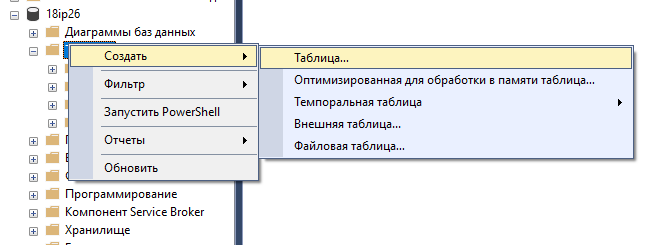 18ip26
Диаграммы баз данных
Создать
Фильтр
Запустить PowerShell
Отчеты
Обновить
Таблица...
Оптимизированная для обработки в памяти таблица...
Темпоральная таблица
Внешняя таблица...
Файловая таблица...
Программирование
Компонент Service Broker
Хранилище